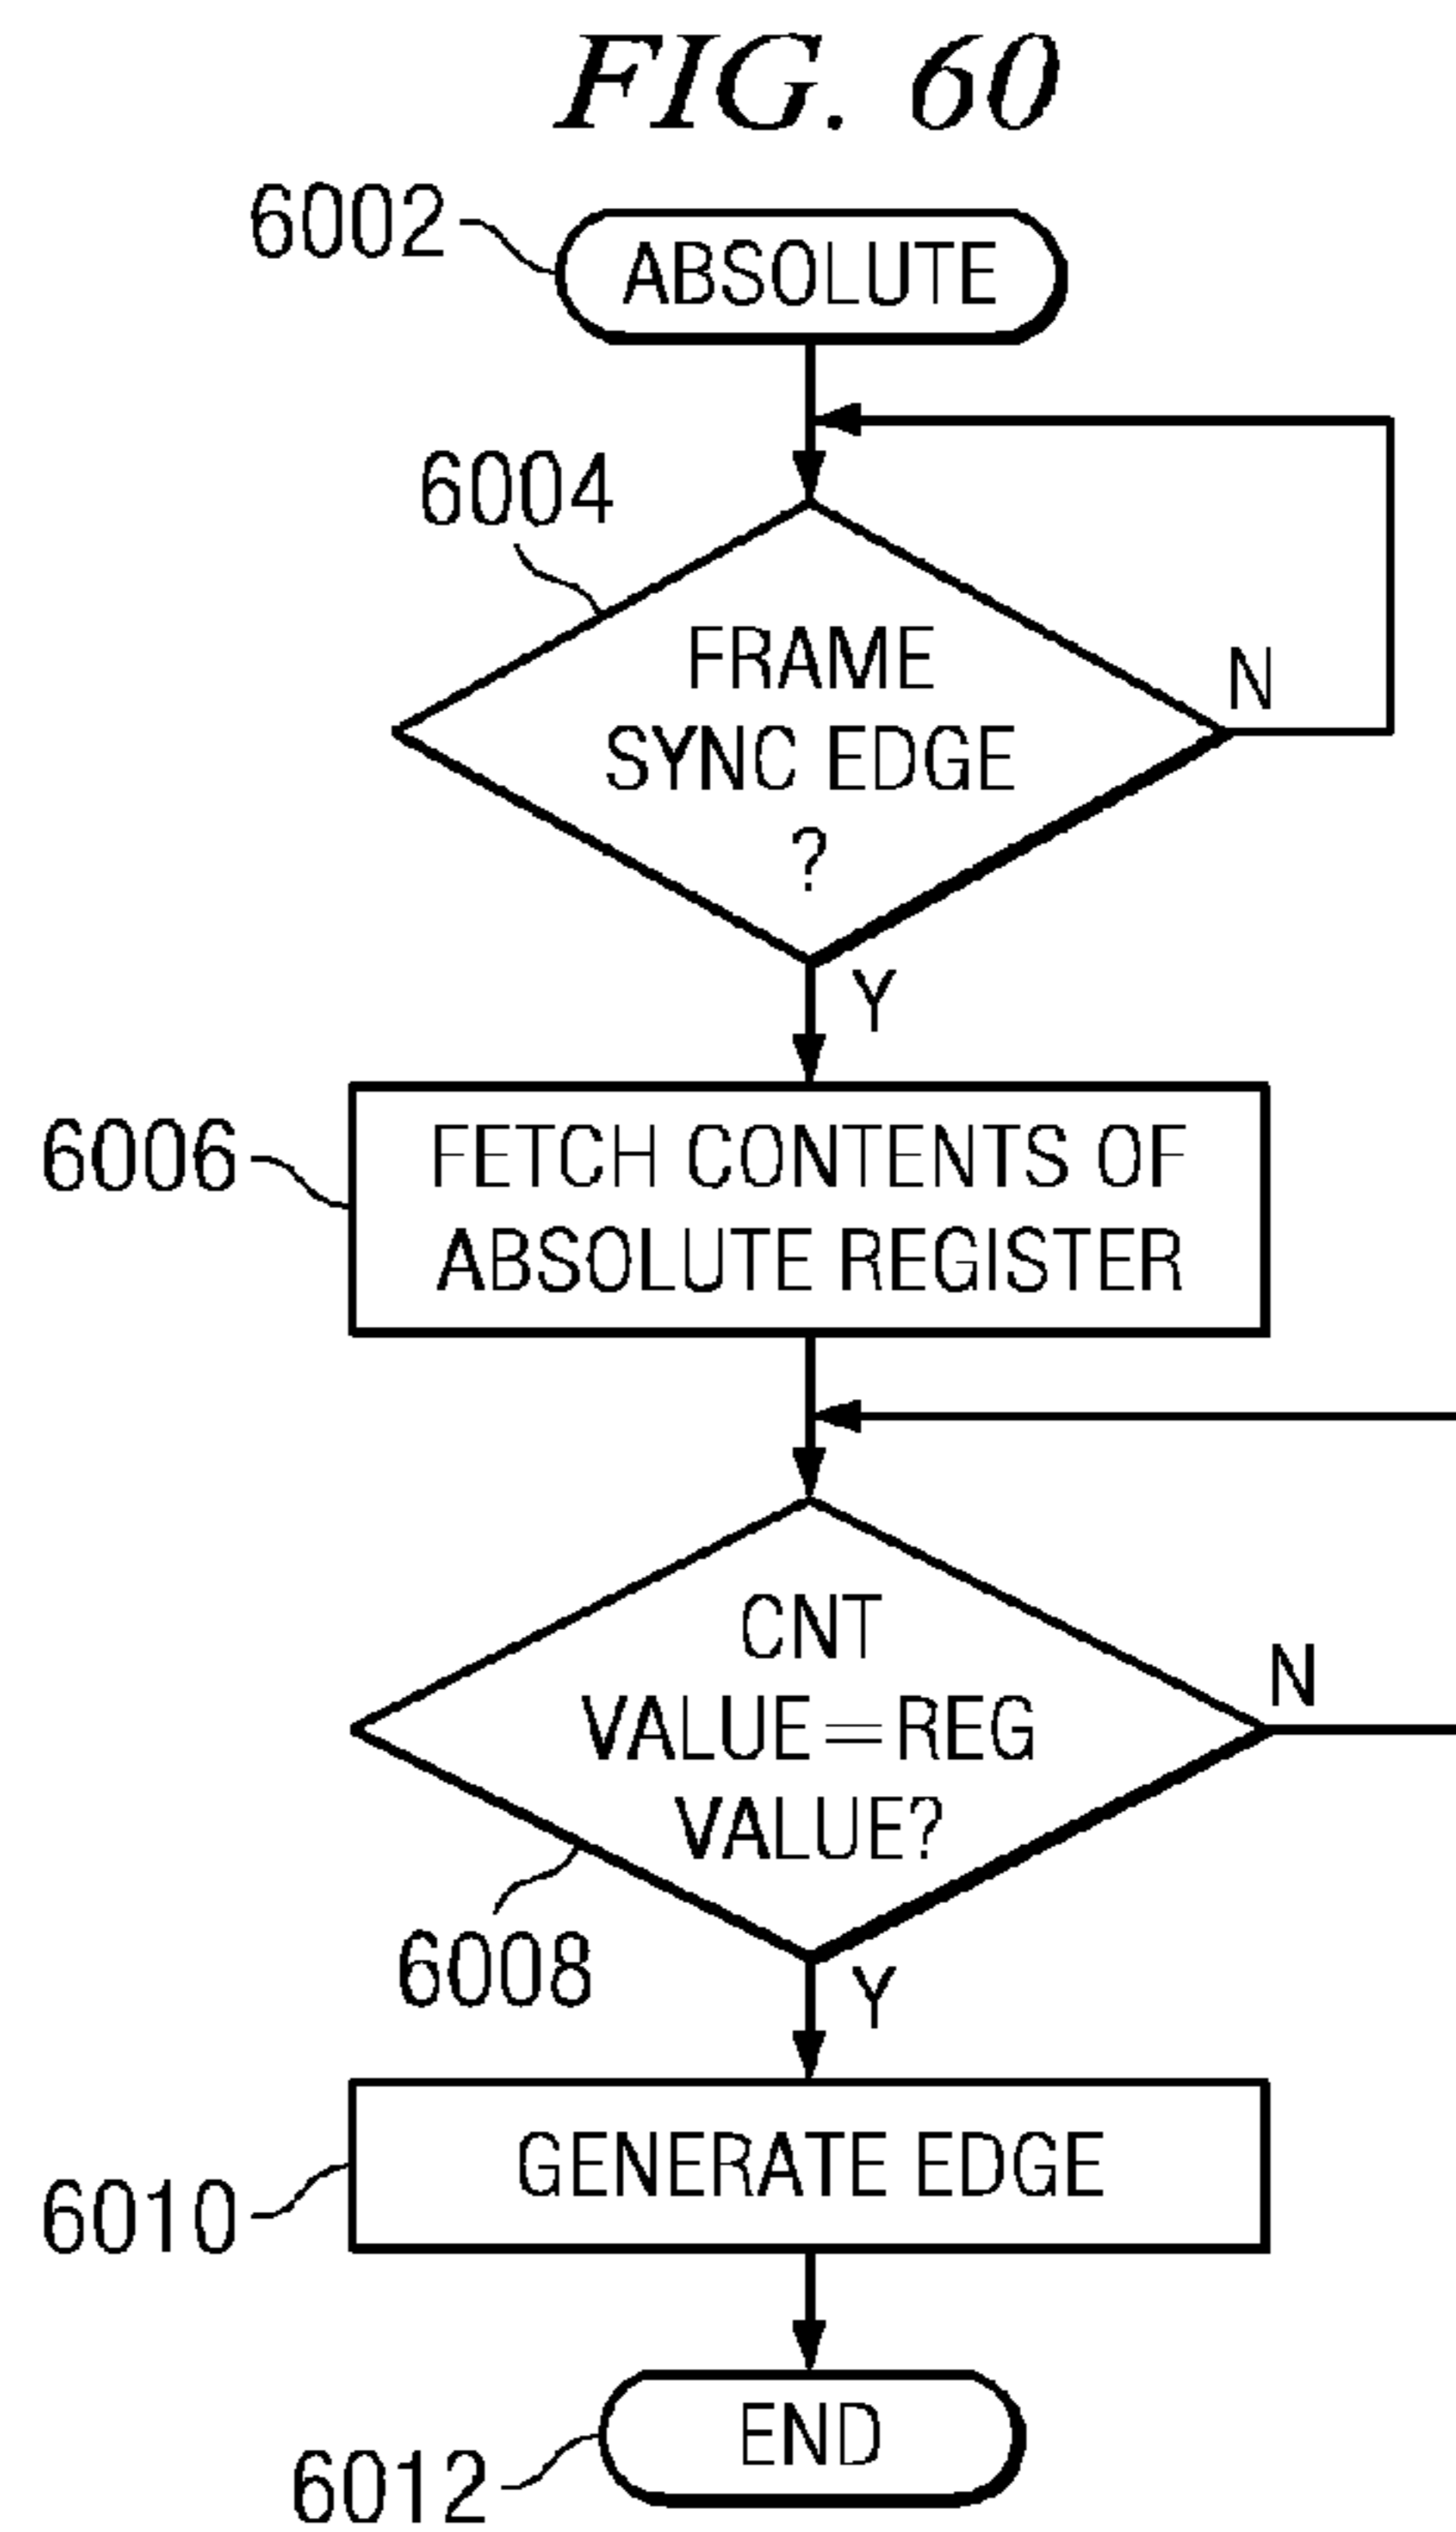 FIG. 60
6002
ABSOLUTE
6004
FRAME
SYNC EDGE
?
N
Y
6006
FETCH CONTENTS OF
ABSOLUTE REGISTER
CNT
VALUE=REG
VALUE?
N
6008
Y
GENERATE EDGE
6010
END
6012